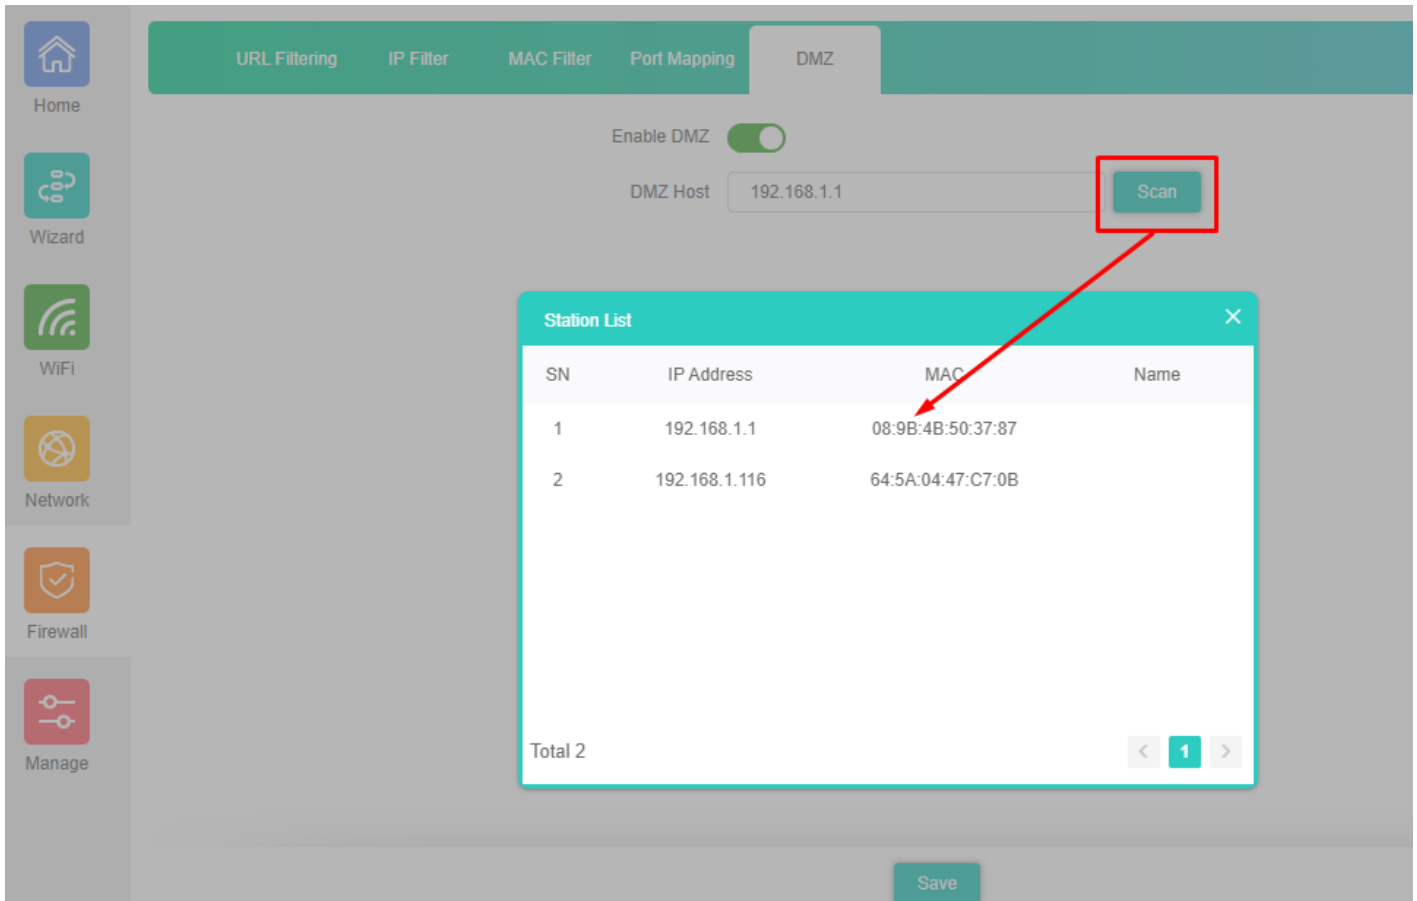 Home
Wizard
WiFi
Network
Firewall
Manage
URL Filtering IP Filter MAC Filter Port Mapping DMZ
Enable DMZ
DMZ Host 192.168.1.1 Scan
Station List
SN IP Address MAC Name
1 192.168.1.1 08:9B:4B:50:37:87
2 192.168.1.116 64:5A:04:47:C7:0B
Total 2 < 1 >
Save